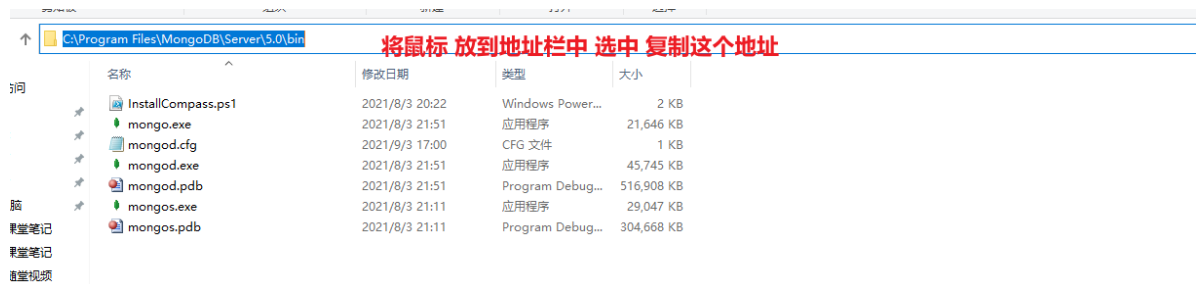 C:\Program Files\MongoDB\Server\5.0\bin
将鼠标 放到地址栏中 选中 复制这个地址
名称 修改日期 类型 大小
访问
InstallCompass.ps1 2021/8/3 20:22 Windows Power... 2 KB
mongo.exe 2021/8/3 21:51 应用程序 21,646 KB
mongod.cfg 2021/9/3 17:00 CFG 文件 1 KB
mongod.exe 2021/8/3 21:51 应用程序 45,745 KB
mongod.pdb 2021/8/3 21:51 Program Debug... 516,908 KB
脑
mongos.exe 2021/8/3 21:11 应用程序 29,047 KB
课堂笔记
mongos.pdb 2021/8/3 21:11 Program Debug... 304,668 KB
课堂笔记
随堂视频